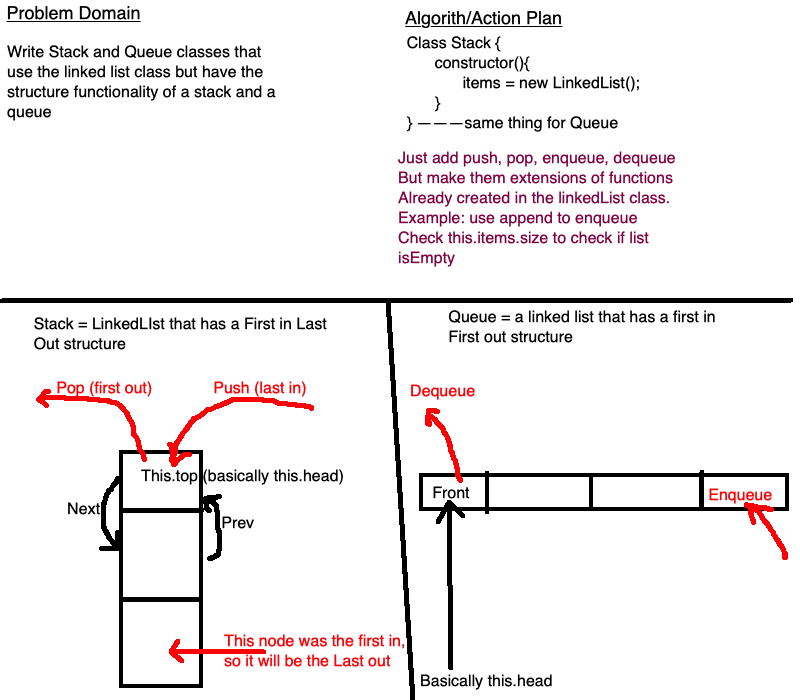 Problem Domain
Write Stack and Queue classes that
use the linked list class but have the
structure functionality of a stack and a
queue
Algorith/Action Plan
Class Stack {
constructor(){
items = new LinkedList();
}
} ———same thing for Queue
Just add push, pop, enqueue, dequeue
But make them extensions of functions
Already created in the linkedList class.
Example: use append to enqueue
Check this.items.size to check if list
isEmpty
Stack = LinkedLIst that has a First in Last
Out structure
Pop (first out)
Push (last in)
This.top (basically this.head)
Next
Prev
This node was the first in,
so it will be the Last out
Queue = a linked list that has a first in
First out structure
Dequeue
Front
Enqueue
Basically this.head